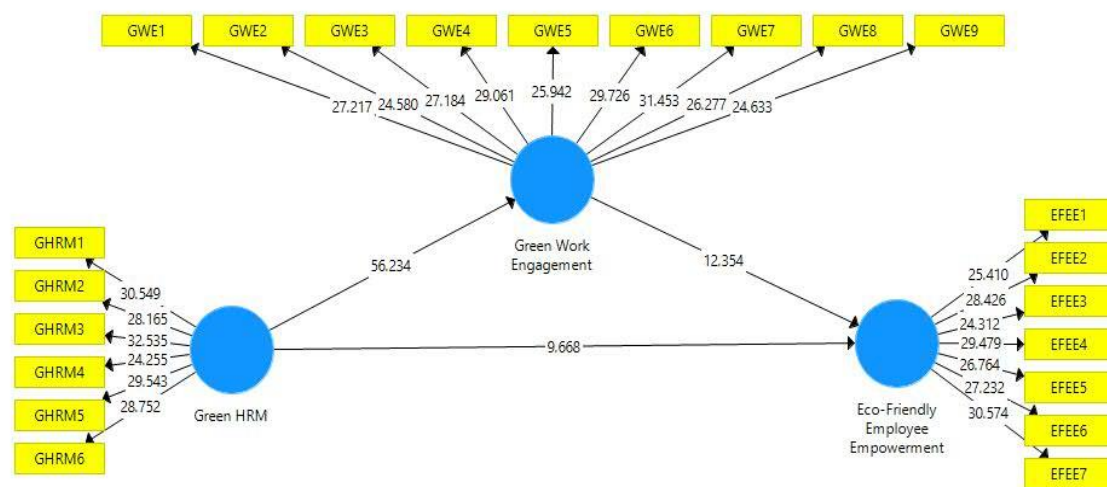 GWE1 GWE2 GWE3 GWE4 GWE5 GWE6 GWE7 GWE8 GWE9
27.217 24.580 27.184 29.061 25.942 29.726 31.453 26.277 24.633
Green Work
Engagement
56.234
12.354
9.668
GHRM1
GHRM2
GHRM3
GHRM4
GHRM5
GHRM6
30.549
28.165
32.535
24.255
29.543
28.752
Green HRM
EFEE1
EFEE2
EFEE3
EFEE4
EFEE5
EFEE6
EFEE7
25.410
28.426
24.312
29.479
26.764
27.232
30.574
Eco-Friendly
Employee
Empowerment